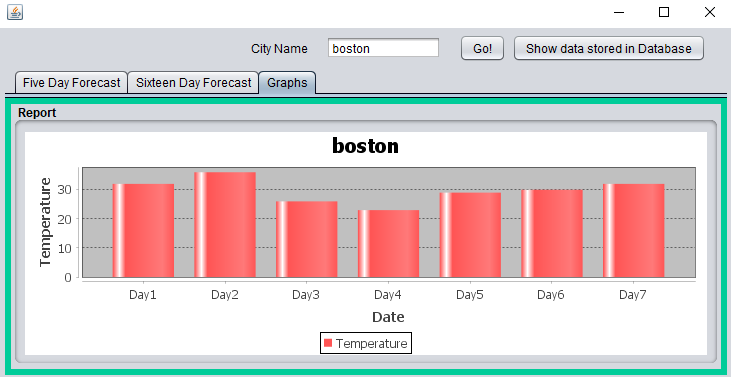 City Name boston Go! Show data stored in Database
Five Day Forecast Sixteen Day Forecast Graphs
Report
boston
Temperature
30
20
10
0
Day1 Day2 Day3 Day4 Day5 Day6 Day7
Date
Temperature